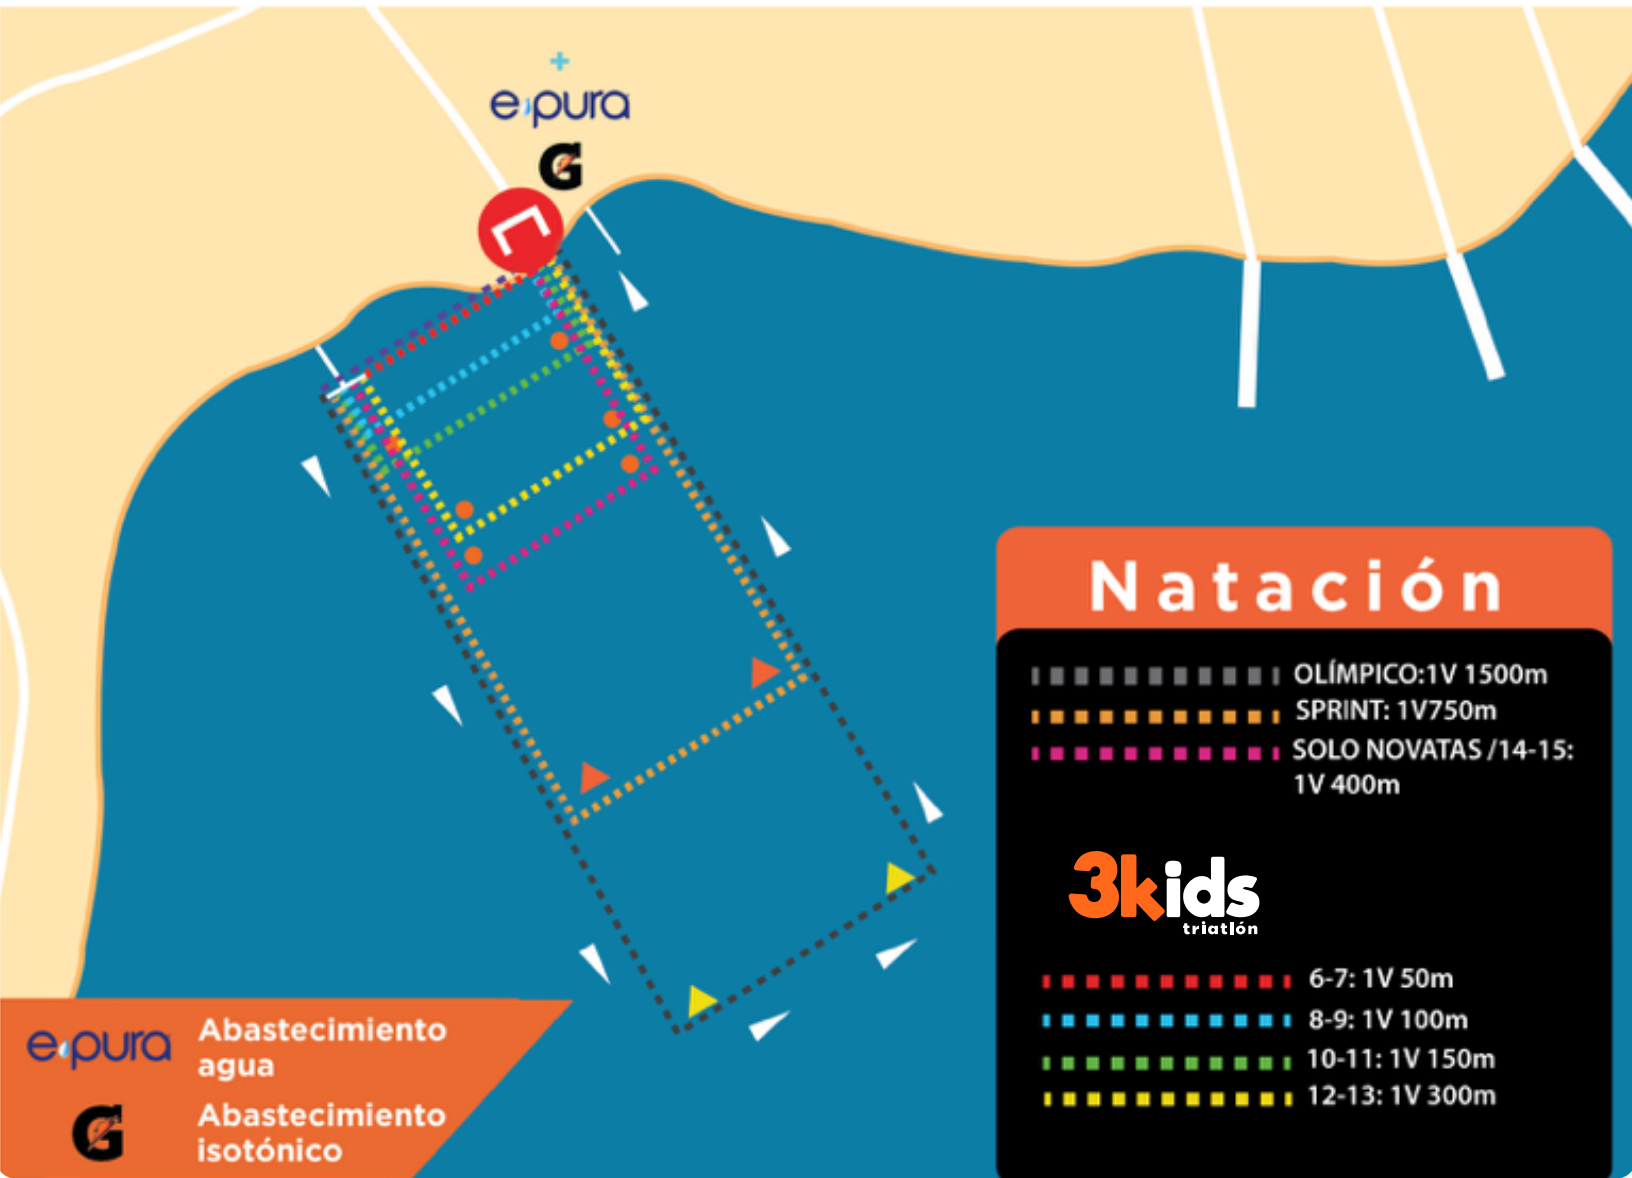 +
epura
G
Natación
OLÍMPICO:1V 1500m
SPRINT: 1V750m
SOLO NOVATAS /14-15:
1V 400m
3kids
triatlón
6-7: 1V 50m
8-9: 1V 100m
10-11: 1V 150m
12-13: 1V 300m
epura
Abastecimiento
agua
G
Abastecimiento
isotónico